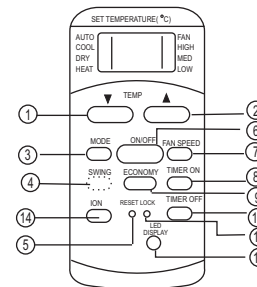 SET TEMPERATURE(°C)
AUTO FAN
COOL HIGH
DRY MED
HEAT LOW
▼ TEMP ▲
1
MODE ON/OFF FAN SPEED
3
6
7
SWING ECONOMY TIMER ON
4
8
ION TIMER OFF
14
RESET LOCK
5
LED
DISPLAY